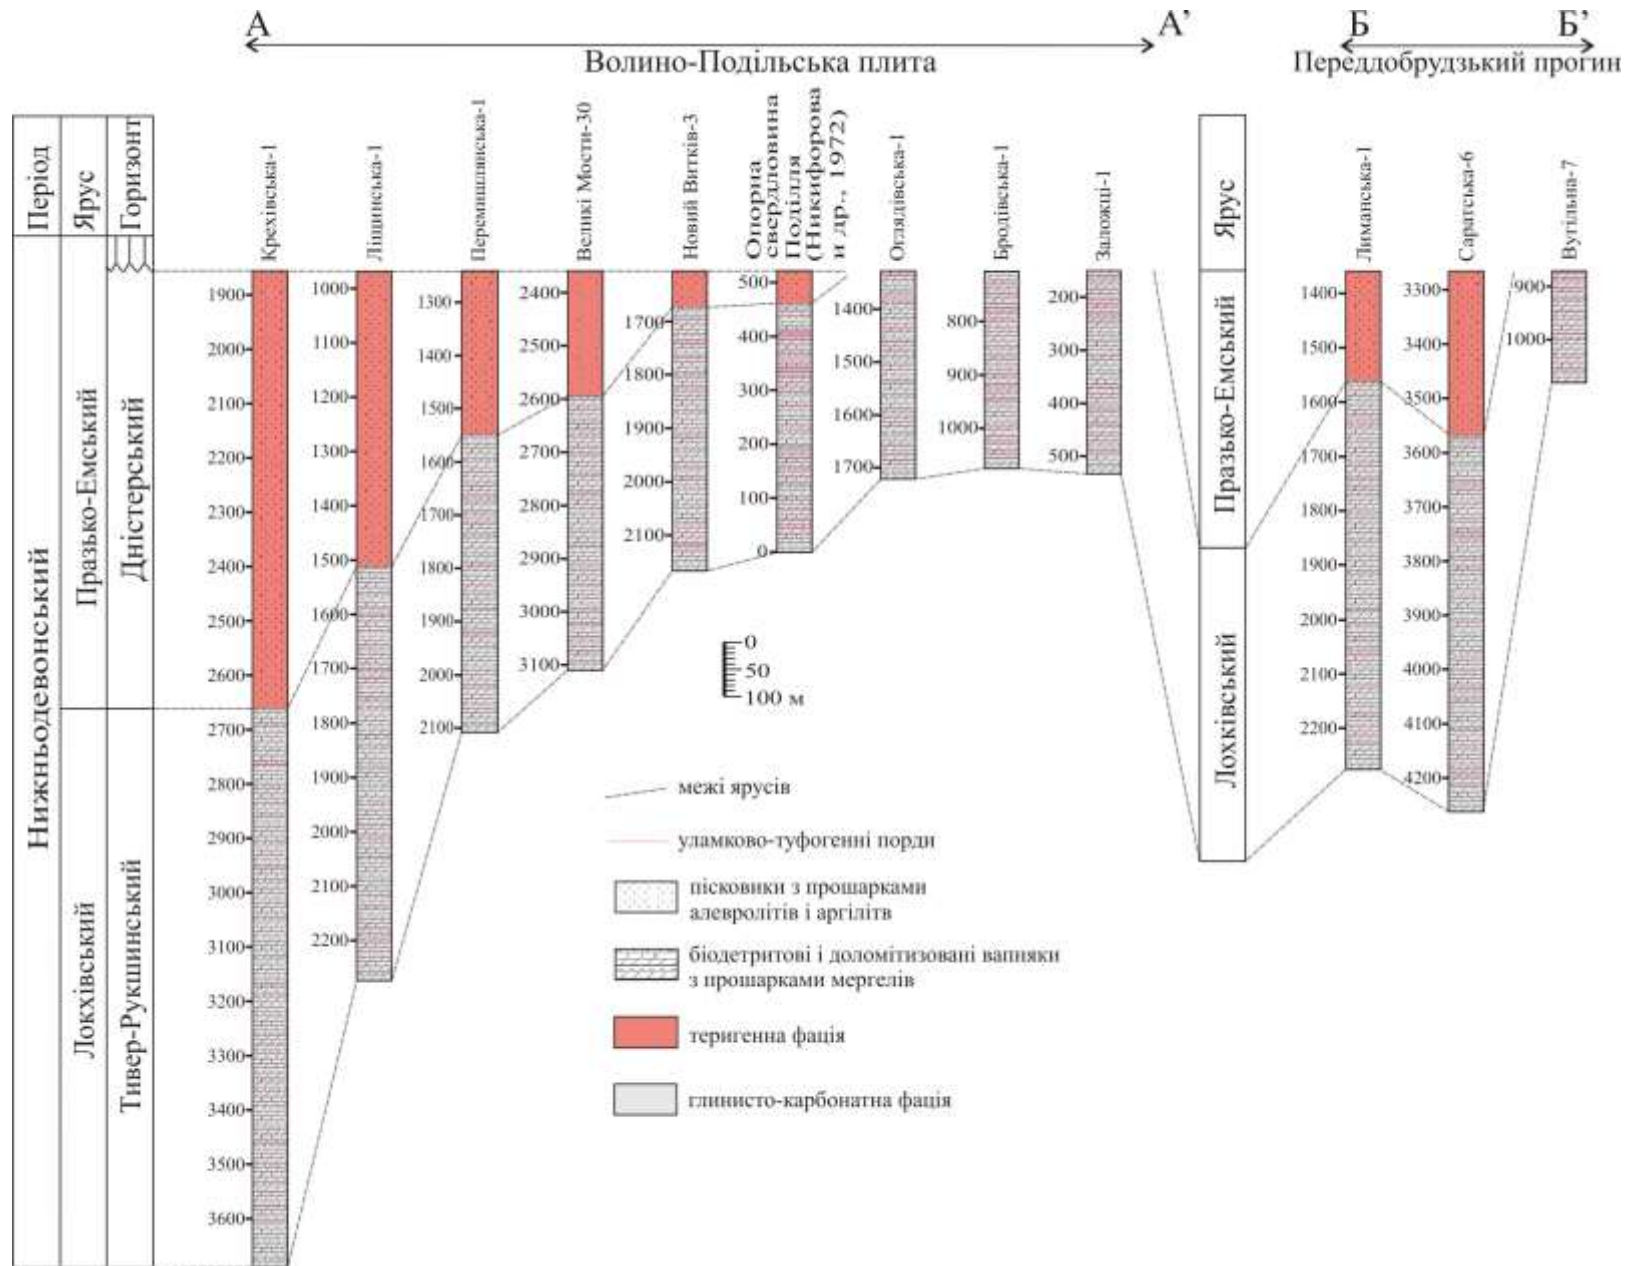 А А’ Б Б’
Волино-Подільська плита
Переддобрудзький прогин
Період
Ярус
Горизонт
Крехівська-1
Ліщинська-1
Перемишлянська-1
Великі Мости-30
Новий Витків-3
Опорна
свердловина
Поділля
(Никифорова
и др., 1972)
Оглядівська-1
Бродівська-1
Заложці-1
Ярус
Лиманська-1
Саратська-6
Вугільна-7
Нижньодевонський
Празько-Емський
Дністерський
Локхівський
Тивер-Рукшинський
1900
2000
2100
2200
2300
2400
2500
2600
2700
2800
2900
3000
3100
3200
3300
3400
3500
3600
1000
1100
1200
1300
1400
1500
1600
1700
1800
1900
2000
2100
2200
1300
1400
1500
1600
1700
1800
1900
2000
2100
2400
2500
2600
2700
2800
2900
3000
3100
1700
1800
1900
2000
2100
500
400
300
200
100
0
1400
1500
1600
1700
800
900
1000
200
300
400
500
Празько-Емський
Лохківський
1400
1500
1600
1700
1800
1900
2000
2100
2200
3300
3400
3500
3600
3700
3800
3900
4000
4100
4200
900
1000
0
50
100 м
межі ярусів
уламково-туфогенні порди
пісковики з прошарками
алевролітів і аргілітв
біодетритові і доломітизовані вапняки
з прошарками мергелів
теригенна фація
глинисто-карбонатна фація